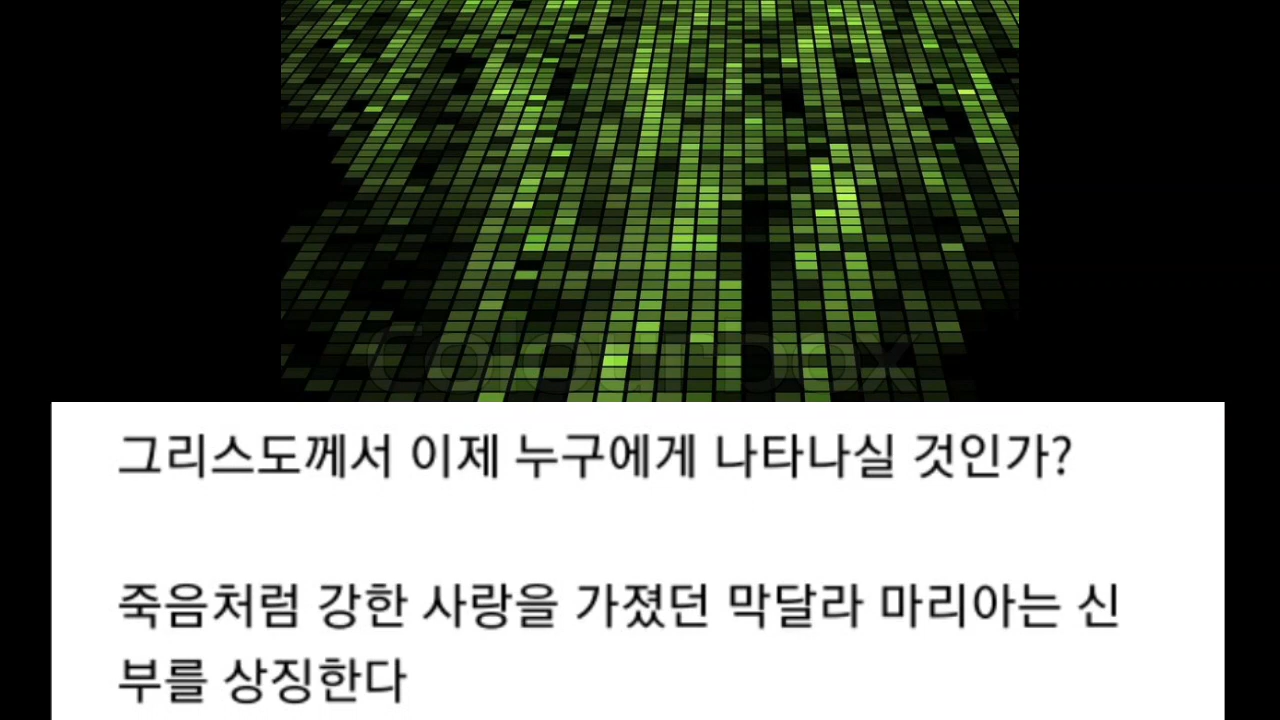 colourbox
그리스도께서 이제 누구에게 나타나실 것인가?
죽음처럼 강한 사랑을 가졌던 막달라 마리아는 신
부를 상징한다